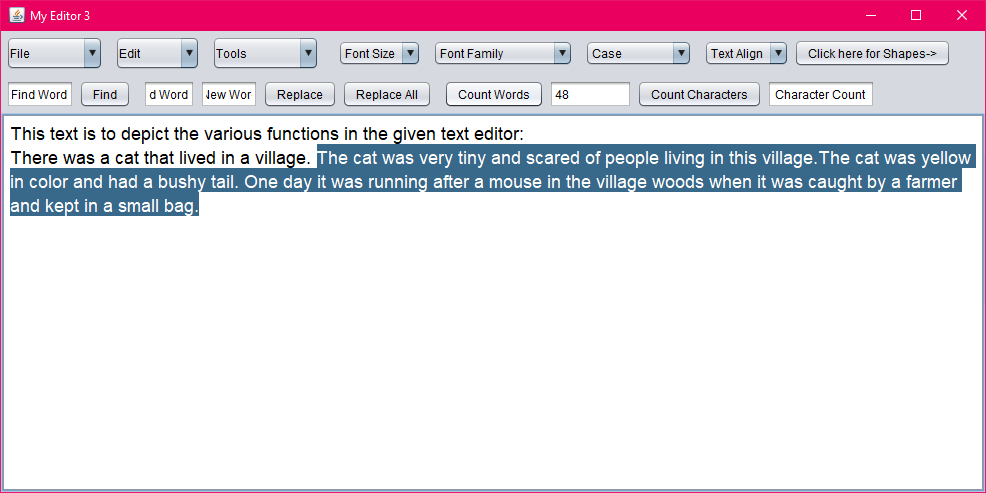 My Editor 3
File Edit Tools Font Size Font Family Case Text Align Click here for Shapes->
Find Word Find d Word New Wor Replace Replace All Count Words 48 Count Characters Character Count
This text is to depict the various functions in the given text editor:
There was a cat that lived in a village. The cat was very tiny and scared of people living in this village.The cat was yellow
in color and had a bushy tail. One day it was running after a mouse in the village woods when it was caught by a farmer
and kept in a small bag.